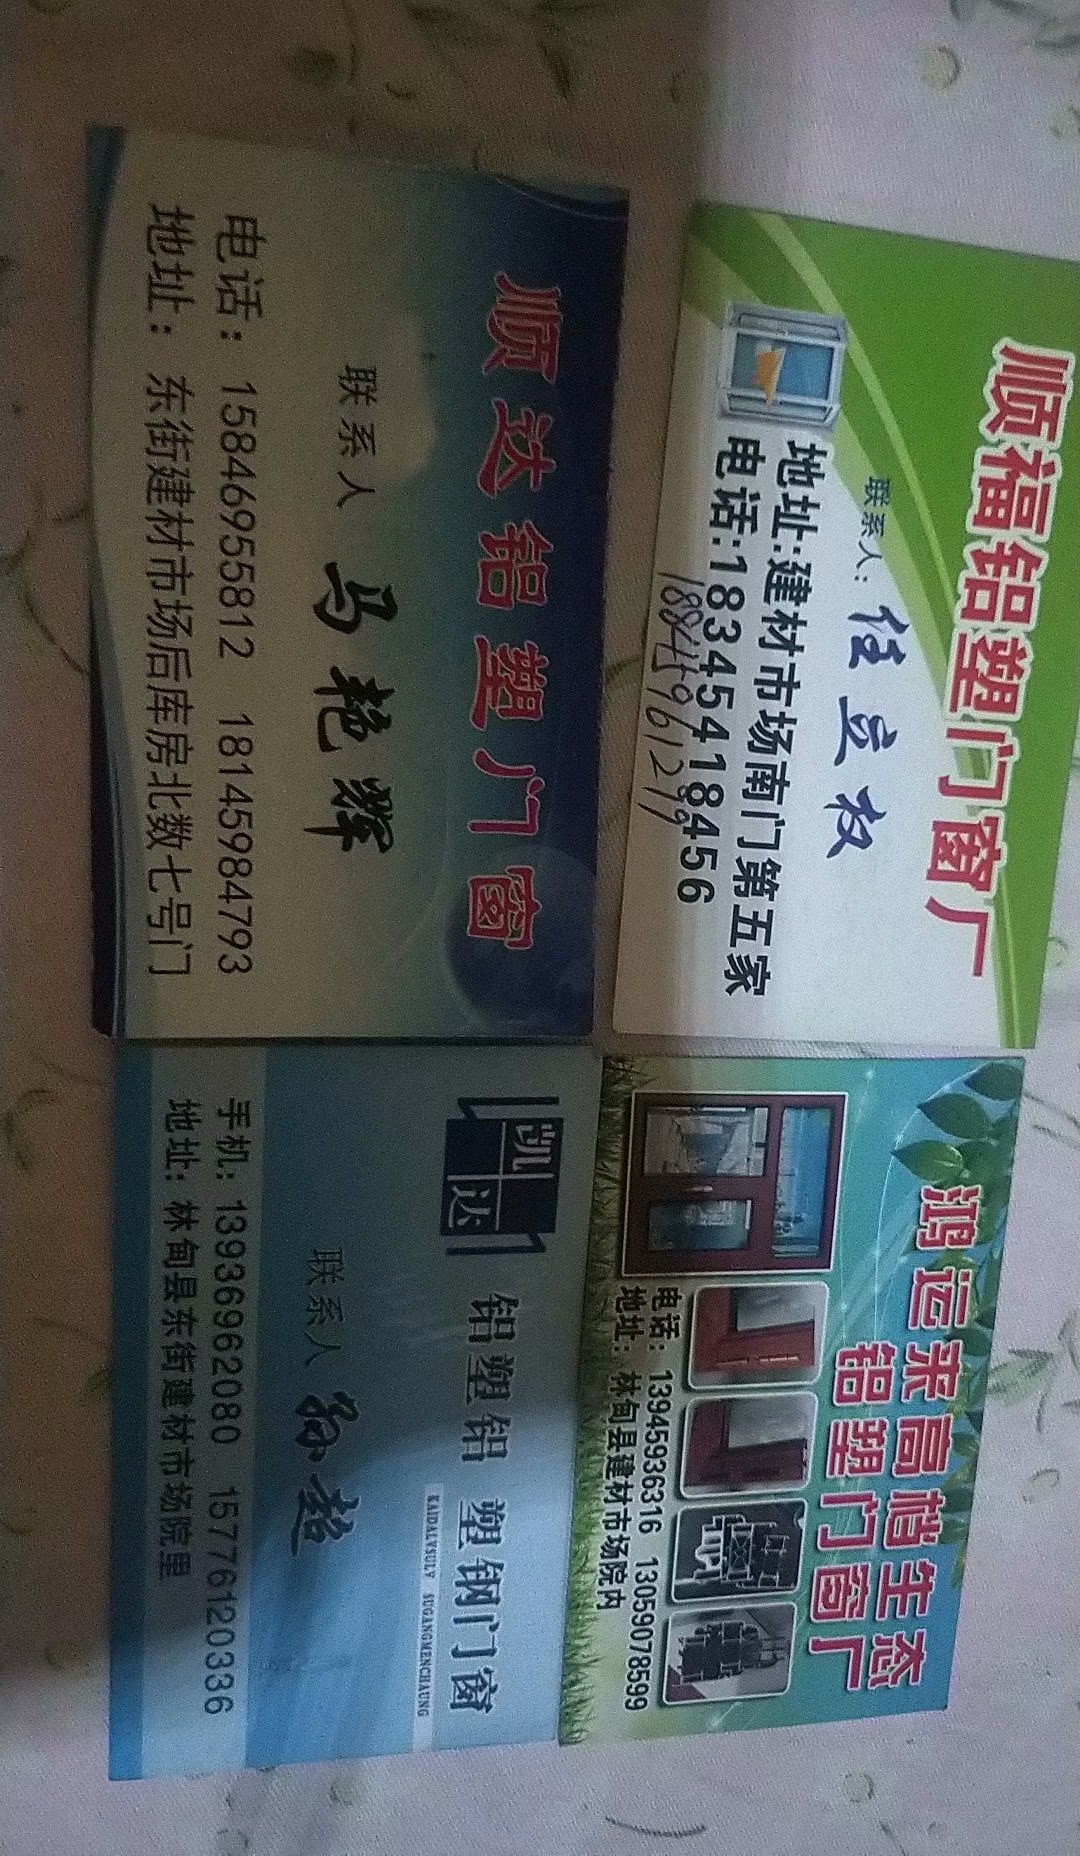 顺达铝塑门窗
联系人 马艳辉
电话：15846955812 18145984793
地址：东街建材市场后库房北数七号门
顺福铝塑门窗厂
联系人：任立权
地址:建材市场南门第五家
电话:18345418456
凯达
铝塑铝 塑钢门窗
KAIDALVSULV SUGANGMENCHAUNG
联系人
手机：13936962080 15776120336
地址：林甸县东街建材市场院里
鸿运来高档生态
铝塑门窗厂
电话：13945936316 13059078599
地址：林甸县建材市场院内